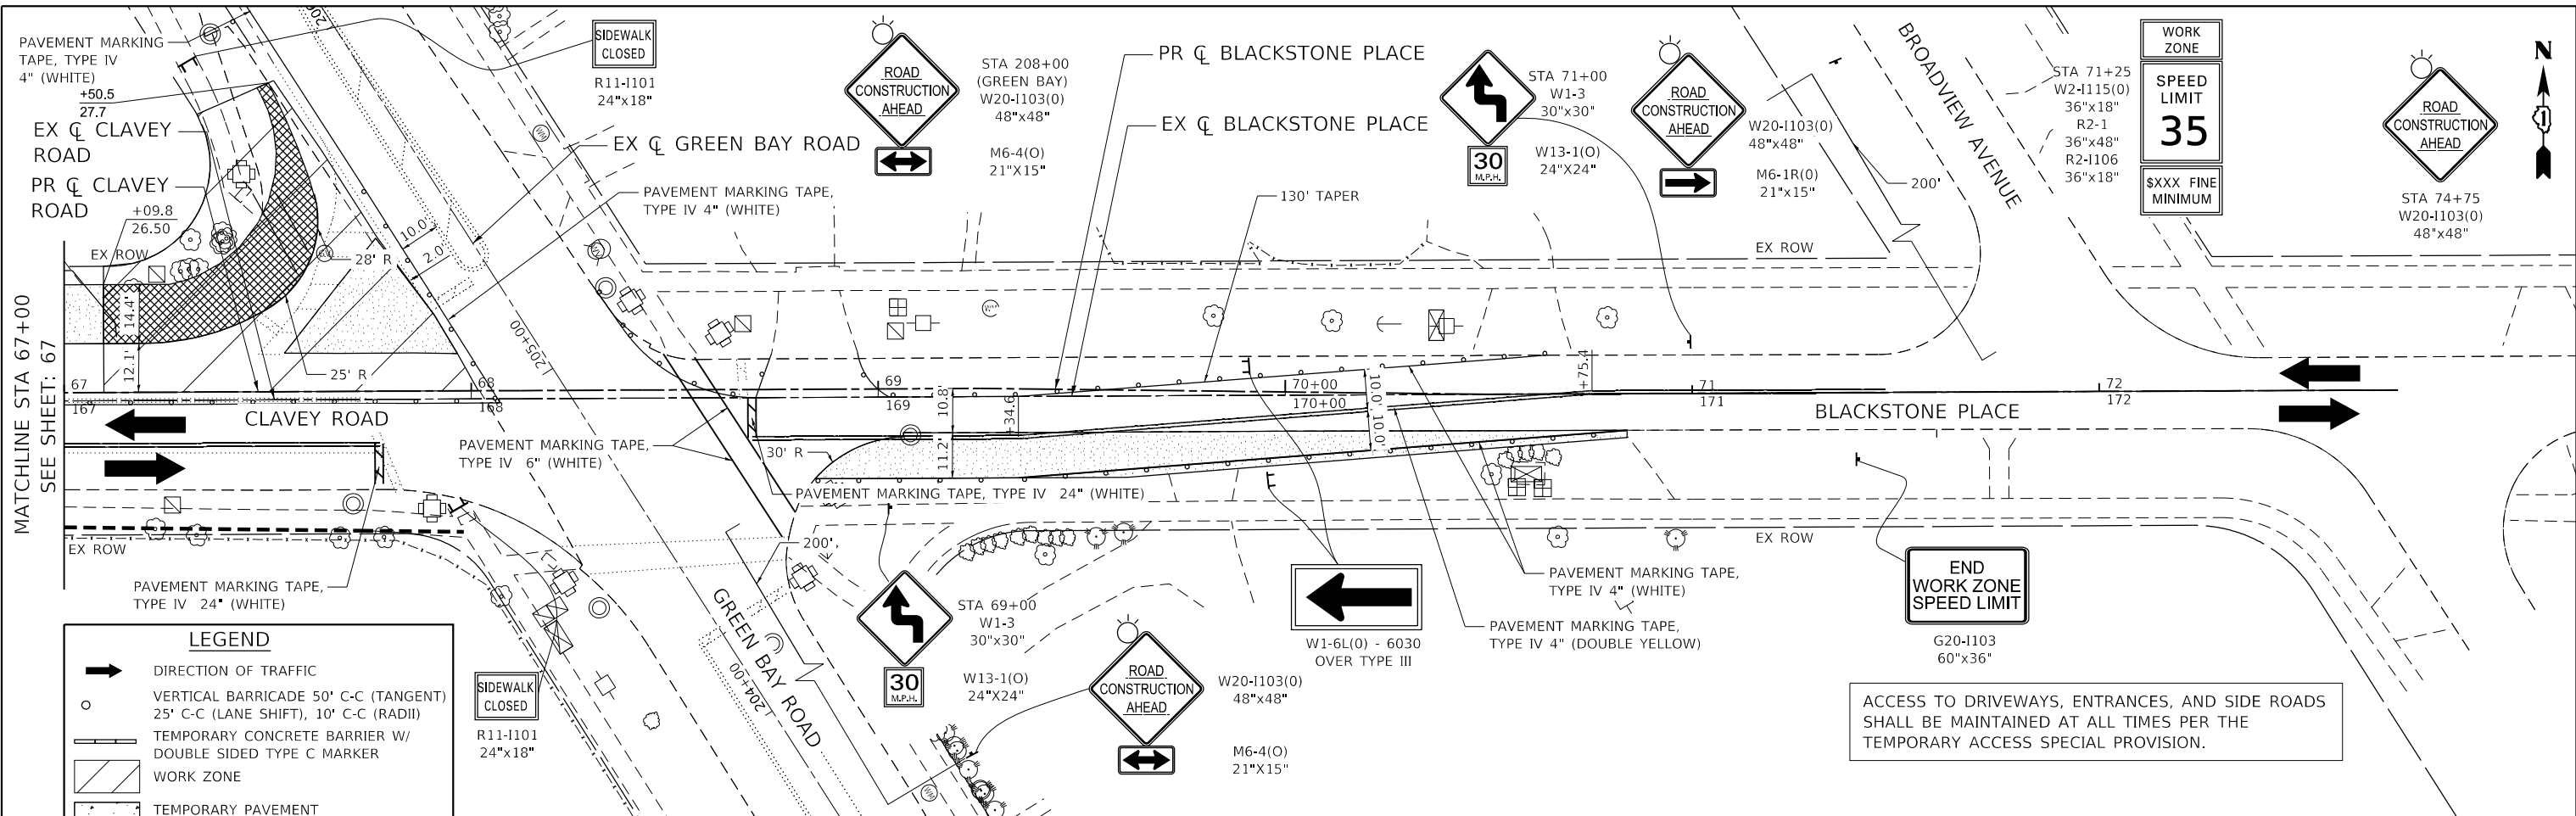 PAVEMENT MARKING
TAPE, TYPE IV
4" (WHITE)
+50.5
27.7
EX ℄ CLAVEY
ROAD
PR ℄ CLAVEY
ROAD
+09.8
26.50
EX ROW
MATCHLINE STA 67+00
SEE SHEET: 67
14.4'
12.1'
28' R
25' R
10.0'
2.0'
SIDEWALK
CLOSED
R11-I101
24"x18"
EX ℄ GREEN BAY ROAD
PAVEMENT MARKING TAPE,
TYPE IV 4" (WHITE)
ROAD
CONSTRUCTION
AHEAD
STA 208+00
(GREEN BAY)
W20-I103(0)
48"x48"
M6-4(O)
21"X15"
PR ℄ BLACKSTONE PLACE
EX ℄ BLACKSTONE PLACE
130' TAPER
30
M.P.H.
STA 71+00
W1-3
30"x30"
W13-1(O)
24"X24"
ROAD
CONSTRUCTION
AHEAD
W20-I103(0)
48"x48"
M6-1R(0)
21"x15"
200'
BROADVIEW AVENUE
STA 71+25
W2-I115(0)
36"x18"
R2-1
36"x48"
R2-I106
36"x18"
WORK
ZONE
SPEED
LIMIT
35
$XXX FINE
MINIMUM
ROAD
CONSTRUCTION
AHEAD
STA 74+75
W20-I103(0)
48"x48"
N
EX ROW
205+00
67
167
68
168
69
169
70+00
170+00
71
171
72
172
+34.6
+75.4
10.8'
11.2'
10.0'
10.0'
CLAVEY ROAD
BLACKSTONE PLACE
PAVEMENT MARKING TAPE,
TYPE IV 6" (WHITE)
30' R
PAVEMENT MARKING TAPE, TYPE IV 24" (WHITE)
EX ROW
PAVEMENT MARKING TAPE,
TYPE IV 24" (WHITE)
200'
GREEN BAY ROAD
204+00
30
M.P.H.
STA 69+00
W1-3
30"x30"
W13-1(O)
24"X24"
ROAD
CONSTRUCTION
AHEAD
W20-I103(0)
48"x48"
M6-4(O)
21"X15"
W1-6L(0) - 6030
OVER TYPE III
PAVEMENT MARKING TAPE,
TYPE IV 4" (WHITE)
PAVEMENT MARKING TAPE,
TYPE IV 4" (DOUBLE YELLOW)
EX ROW
END
WORK ZONE
SPEED LIMIT
G20-I103
60"x36"
ACCESS TO DRIVEWAYS, ENTRANCES, AND SIDE ROADS
SHALL BE MAINTAINED AT ALL TIMES PER THE
TEMPORARY ACCESS SPECIAL PROVISION.
SIDEWALK
CLOSED
R11-I101
24"x18"
LEGEND
DIRECTION OF TRAFFIC
VERTICAL BARRICADE 50' C-C (TANGENT)
25' C-C (LANE SHIFT), 10' C-C (RADII)
TEMPORARY CONCRETE BARRIER W/
DOUBLE SIDED TYPE C MARKER
WORK ZONE
TEMPORARY PAVEMENT